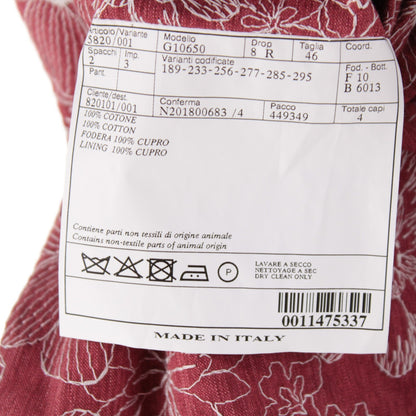 Articolo/Variante Modello Drop Taglia Coord.
S820/001 G10650 8 R 46
Spacchi Imp. Varianti codificate Fod. - Bott.
2 3 189-233-256-277-285-295 F 10
Part. B 6013
Cliente/dest. Conferma Pacco Totale capi
820101/001 N201800683 /4 449349 4
100% COTONE
100% COTTON
FODERA 100% CUPRO
LINING 100% CUPRO
Contiene parti non tessili di origine animale
Contains non-textile parts of animal origin
P
LAVARE A SECCO
NETTOYAGE A SEC
DRY CLEAN ONLY
0011475337
MADE IN ITALY